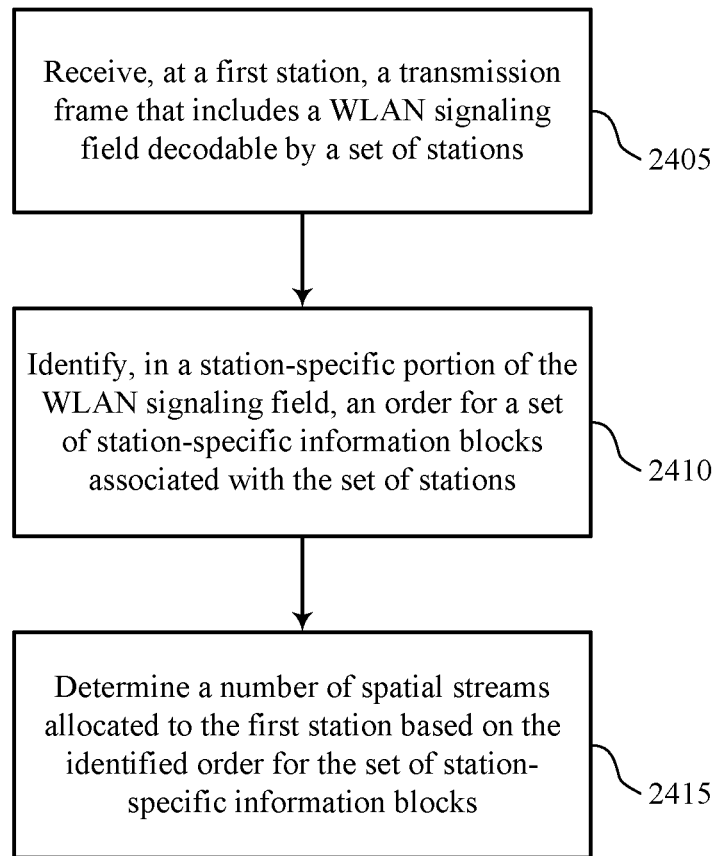 Receive, at a first station, a transmission
frame that includes a WLAN signaling
field decodable by a set of stations
2405
Identify, in a station-specific portion of the
WLAN signaling field, an order for a set
of station-specific information blocks
associated with the set of stations
2410
Determine a number of spatial streams
allocated to the first station based on the
identified order for the set of station-
specific information blocks
2415